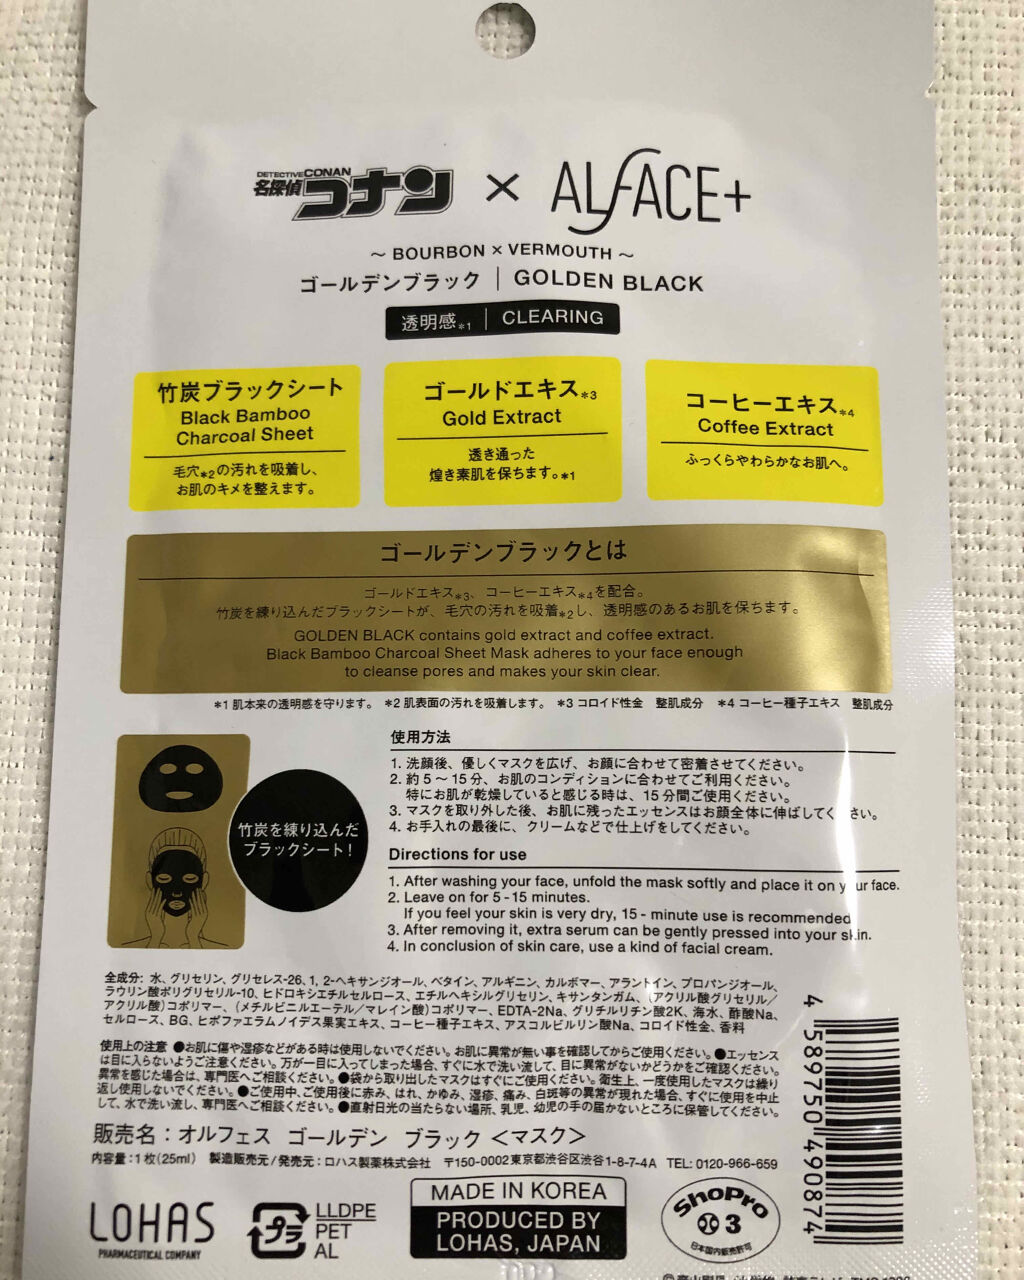 DETECTIVE CONAN
名探偵コナン × ALFACE+
～ BOURBON × VERMOUTH ～
ゴールデンブラック | GOLDEN BLACK
透明感*1 | CLEARING
竹炭ブラックシート
Black Bamboo
Charcoal Sheet
毛穴*2の汚れを吸着し、
お肌のキメを整えます。
ゴールドエキス*3
Gold Extract
透き通った
煌き素肌を保ちます。*1
コーヒーエキス*4
Coffee Extract
ふっくらやわらかなお肌へ。
ゴールデンブラックとは
ゴールドエキス*3、コーヒーエキス*4を配合。
竹炭を練り込んだブラックシートが、毛穴の汚れを吸着*2し、透明感のあるお肌を保ちます。
GOLDEN BLACK contains gold extract and coffee extract.
Black Bamboo Charcoal Sheet Mask adheres to your face enough
to cleanse pores and makes your skin clear.
*1 肌本来の透明感を守ります。 *2 肌表面の汚れを吸着します。 *3 コロイド性金 整肌成分 *4 コーヒー種子エキス 整肌成分
竹炭を練り込んだ
ブラックシート！
使用方法
1. 洗顔後、優しくマスクを広げ、お顔に合わせて密着させてください。
2. 約5～15分、お肌のコンディションに合わせてご利用ください。
特にお肌が乾燥していると感じる時は、15分間ご使用ください。
3. マスクを取り外した後、お肌に残ったエッセンスはお顔全体に伸ばしてください。
4. お手入れの最後に、クリームなどで仕上げをしてください。
Directions for use
1. After washing your face, unfold the mask softly and place it on your face.
2. Leave on for 5 - 15 minutes.
If you feel your skin is very dry, 15 - minute use is recommended
3. After removing it, extra serum can be gently pressed into your skin.
4. In conclusion of skin care, use a kind of facial cream.
全成分: 水、グリセリン、グリセレス-26、1, 2-ヘキサンジオール、ベタイン、アルギニン、カルボマー、アラントイン、プロパンジオール、
ラウリン酸ポリグリセリル-10、ヒドロキシエチルセルロース、エチルヘキシルグリセリン、キサンタンガム、(アクリル酸グリセリル／
アクリル酸)コポリマー、(メチルビニルエーテル／マレイン酸)コポリマー、EDTA-2Na、グリチルリチン酸2K、海水、酢酸Na、
セルロース、BG、ヒポファエラムノイデス果実エキス、コーヒー種子エキス、アスコルビルリン酸Na、コロイド性金、香料
使用上の注意 ●お肌に傷や湿疹などがある時は使用しないでください。お肌に異常が無い事を確認してからご使用ください。●エッセンス
は目に入らないようご注意ください。万が一目に入ってしまった場合、すぐに水で洗い流して、目に異常がないかどうかをご確認ください。
異常を感じた場合は、専門医へご相談ください。●袋から取り出したマスクはすぐにご使用ください。衛生上、一度使用したマスクは繰り
返し使用しないでください。●ご使用中、ご使用後に赤み、はれ、かゆみ、湿疹、痛み、白斑等の異常が現れた場合、すぐに使用を中止
して、水で洗い流し、専門医へご相談ください。●直射日光の当たらない場所、乳児、幼児の手の届かないところに保管してください。
販売名：オルフェス ゴールデン ブラック＜マスク＞
内容量：1枚(25ml) 製造販売元／発売元：ロハス製薬株式会社 〒150-0002 東京都渋谷区渋谷1-8-7-4A TEL: 0120-966-659
4 589750 490874
LOHAS
PHARMACEUTICAL COMPANY
プラ
LLDPE
PET
AL
MADE IN KOREA
PRODUCED BY
LOHAS, JAPAN
ShoPro
3
日本国内販売許可